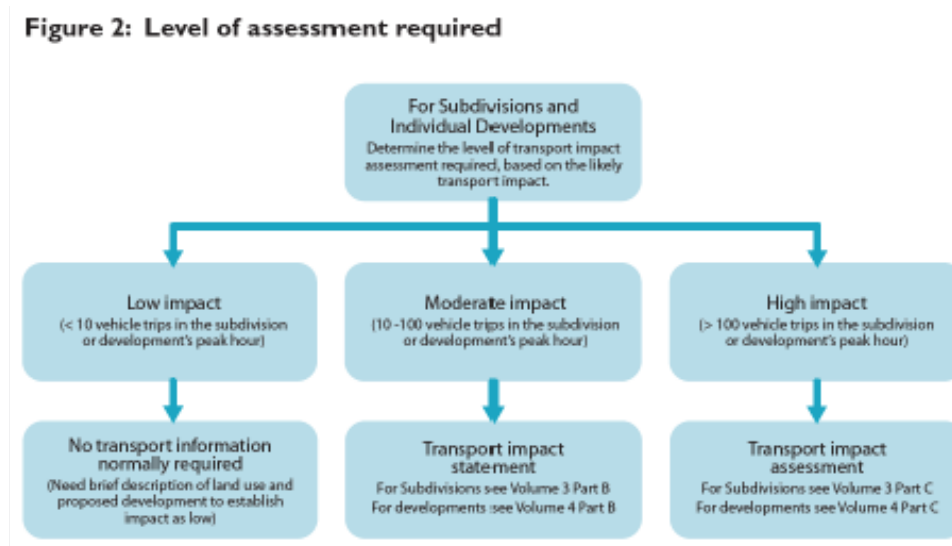 Figure 2: Level of assessment required
For Subdivisions and
Individual Developments
Determine the level of transport impact
assessment required, based on the likely
transport impact.
Low impact
(< 10 vehicle trips in the subdivision
or development's peak hour)
Moderate impact
(10 -100 vehicle trips in the subdivision
or development's peak hour)
High impact
(> 100 vehicle trips in the subdivision
or development's peak hour)
No transport information
normally required
(Need brief description of land use and
proposed development to establish
impact as low)
Transport impact
statement
For Subdivisions see Volume 3 Part B
For developments see Volume 4 Part B
Transport impact
assessment
For Subdivisions see Volume 3 Part C
For developments see Volume 4 Part C